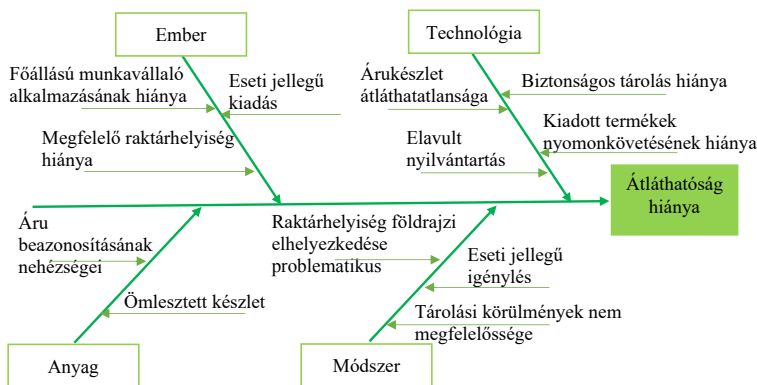 Ember
Technológia
Főállású munkavállaló
alkalmazásának hiánya
Eseti jellegű
kiadás
Megfelelő raktárhelyiség
hiánya
Árukészlet
átláthatatlansága
Biztonságos tárolás hiánya
Kiadott termékek
nyomonkövetésének hiánya
Elavult
nyilvántartás
Átláthatóság
hiánya
Áru
beazonosításának
nehézségei
Ömlesztett készlet
Raktárhelyiség földrajzi
elhelyezkedése
problematikus
Eseti jellegű
igénylés
Tárolási körülmények nem
megfelelőssége
Anyag
Módszer